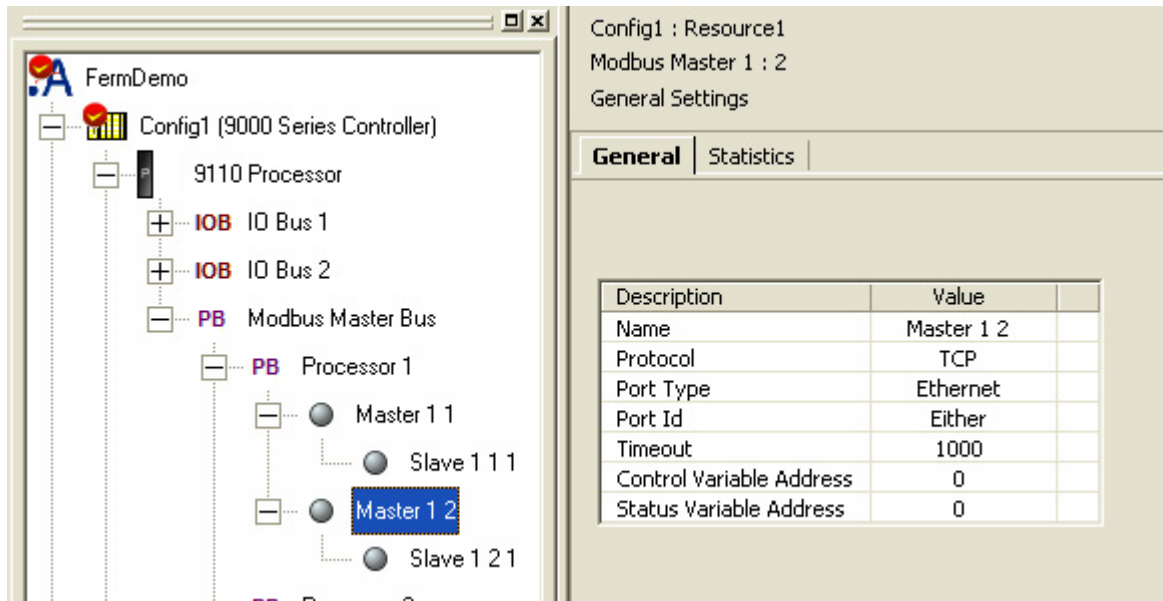 FermDemo
Config1 (9000 Series Controller)
9110 Processor
IOB IO Bus 1
IOB IO Bus 2
PB Modbus Master Bus
PB Processor 1
Master 1 1
Slave 1 1 1
Master 1 2
Slave 1 2 1
Config1 : Resource1
Modbus Master 1 : 2
General Settings
General Statistics
Description Value
Name Master 1 2
Protocol TCP
Port Type Ethernet
Port Id Either
Timeout 1000
Control Variable Address 0
Status Variable Address 0